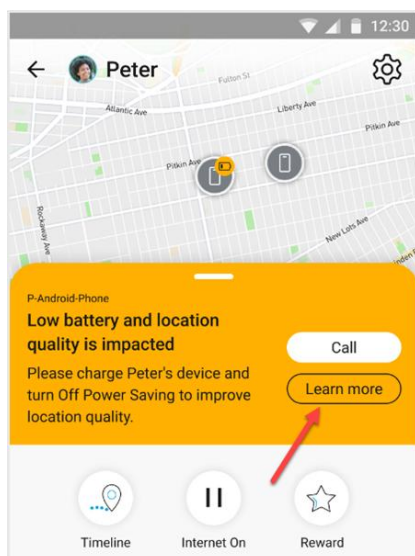 12:30
Peter
Fulton St
Atlantic Ave
Liberty Ave
Pitkin Ave
Pitkin Ave
Rockaway Ave
New Lots Ave
P-Android-Phone
Low battery and location
quality is impacted
Call
Please charge Peter's device and
turn Off Power Saving to improve
location quality.
Learn more
Timeline
Internet On
Reward